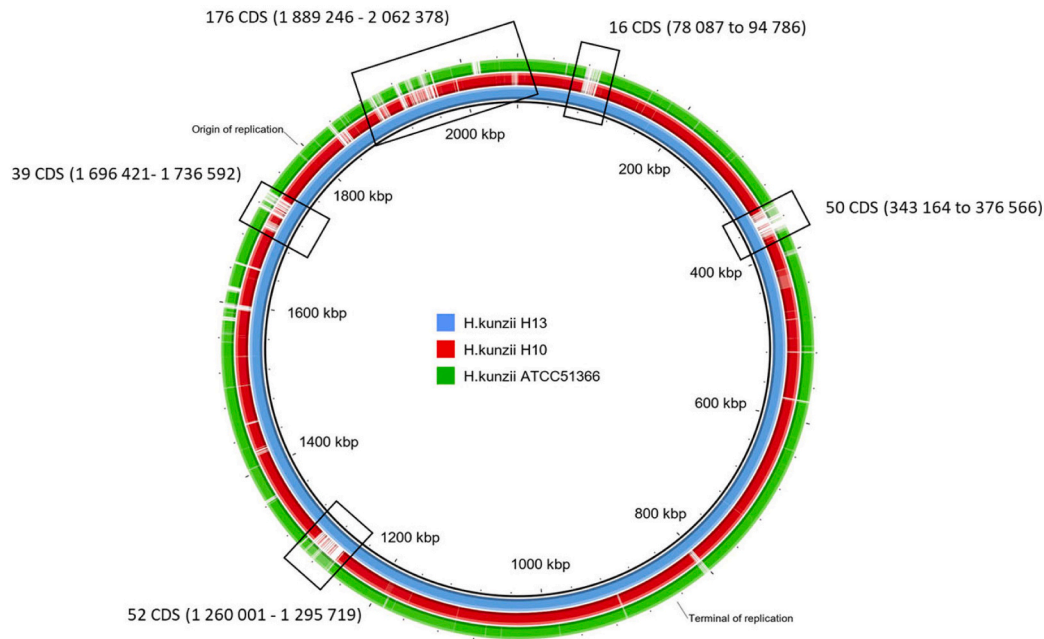 176 CDS (1 889 246 - 2 062 378)
16 CDS (78 087 to 94 786)
Origin of replication
2000 kbp
200 kbp
39 CDS (1 696 421- 1 736 592)
1800 kbp
50 CDS (343 164 to 376 566)
400 kbp
1600 kbp
H.kunzii H13
H.kunzii H10
H.kunzii ATCC51366
600 kbp
1400 kbp
800 kbp
1200 kbp
1000 kbp
52 CDS (1 260 001 - 1 295 719)
Terminal of replication